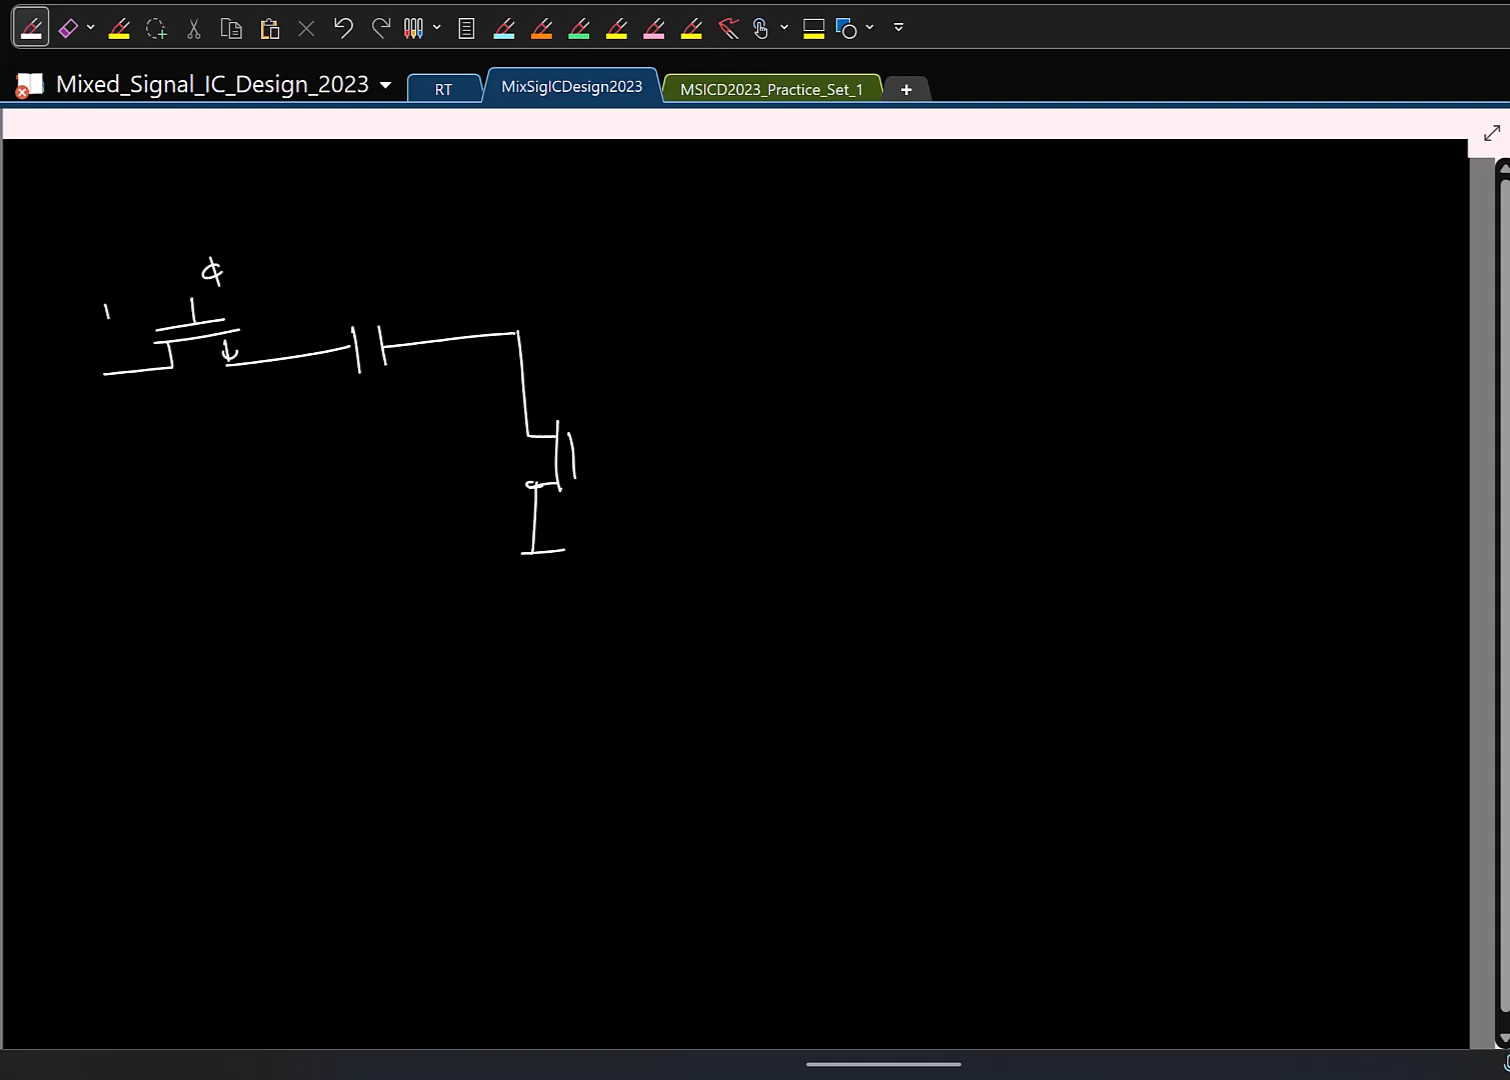 Mixed_Signal_IC_Design_2023
RT
MixSigICDesign2023
MSICD2023_Practice_Set_1
ϕ